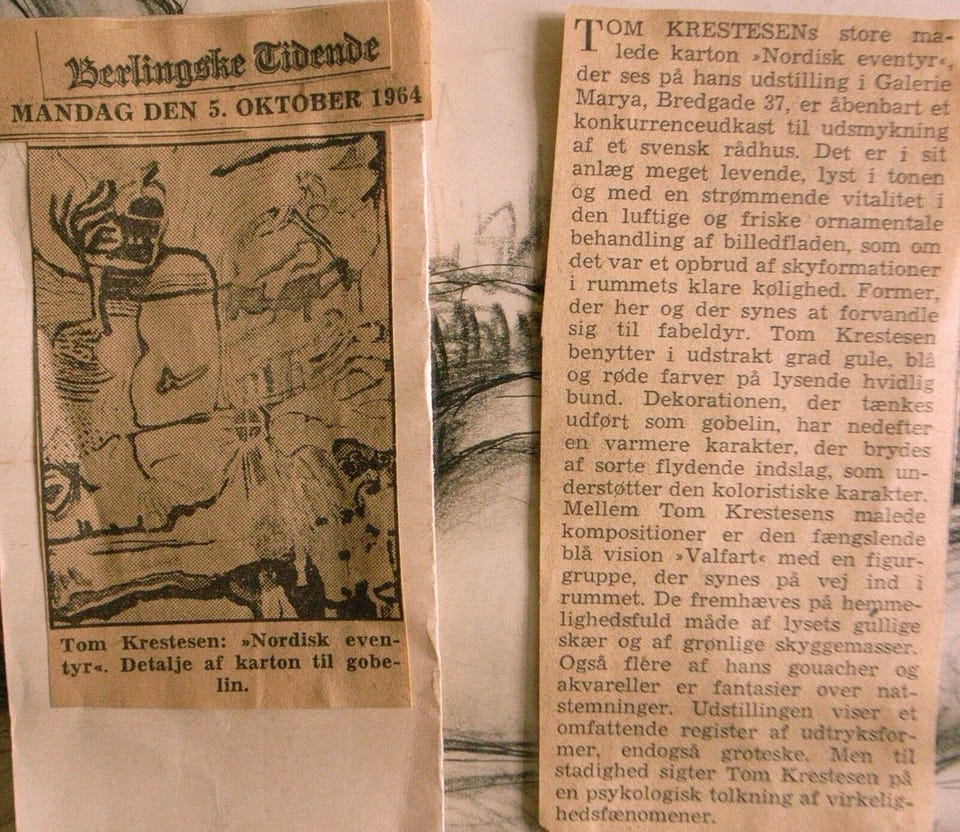 Berlingske Tidende
MANDAG DEN 5. OKTOBER 1964
Tom Krestesen: »Nordisk even-
tyr«. Detalje af karton til gobe-
lin.
TOM KRESTESENs store ma-
lede karton »Nordisk eventyr«,
der ses på hans udstilling i Galerie
Marya, Bredgade 37, er åbenbart et
konkurrenceudkast til udsmykning
af et svensk rådhus. Det er i sit
anlæg meget levende, lyst i tonen
og med en strømmende vitalitet i
den luftige og friske ornamentale
behandling af billedfladen, som om
det var et opbrud af skyformationer
i rummets klare kølighed. Former,
der her og der synes at forvandle
sig til fabeldyr. Tom Krestesen
benytter i udstrakt grad gule, blå
og røde farver på lysende hvidlig
bund. Dekorationen, der tænkes
udført som gobelin, har nedefter
en varmere karakter, der brydes
af sorte flydende indslag, som un-
derstøtter den koloristiske karakter.
Mellem Tom Krestesens malede
kompositioner er den fængslende
blå vision »Valfart« med en figur-
gruppe, der synes på vej ind i
rummet. De fremhæves på hemme-
lighedsfuld måde af lysets gullige
skær og af grønlige skyggemasser.
Også flere af hans gouacher og
akvareller er fantasier over nat-
stemninger. Udstillingen viser et
omfattende register af udtryksfor-
mer, endogså groteske. Men til
stadighed sigter Tom Krestesen på
en psykologisk tolkning af virkelig-
hedsfænomener.